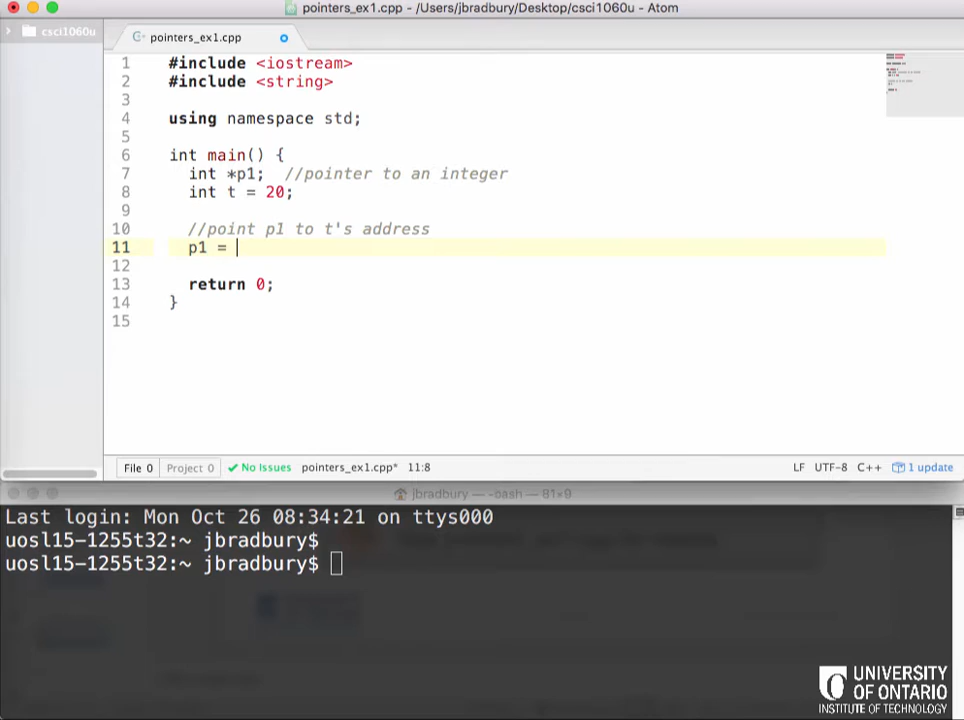 pointers_ex1.cpp - /Users/jbradbury/Desktop/csci1060u - Atom
csci1060u
pointers_ex1.cpp
1 #include <iostream>
2 #include <string>
3
4 using namespace std;
5
6 int main() {
7 int *p1; //pointer to an integer
8 int t = 20;
9
10 //point p1 to t's address
11 p1 =
12
13 return 0;
14 }
15
File 0 Project 0 No Issues pointers_ex1.cpp* 11:8 LF UTF-8 C++ 1 update
jbradbury — -bash — 81×9
Last login: Mon Oct 26 08:34:21 on ttys000
uosl15-1255t32:~ jbradbury$
uosl15-1255t32:~ jbradbury$
UNIVERSITY
OF ONTARIO
INSTITUTE OF TECHNOLOGY